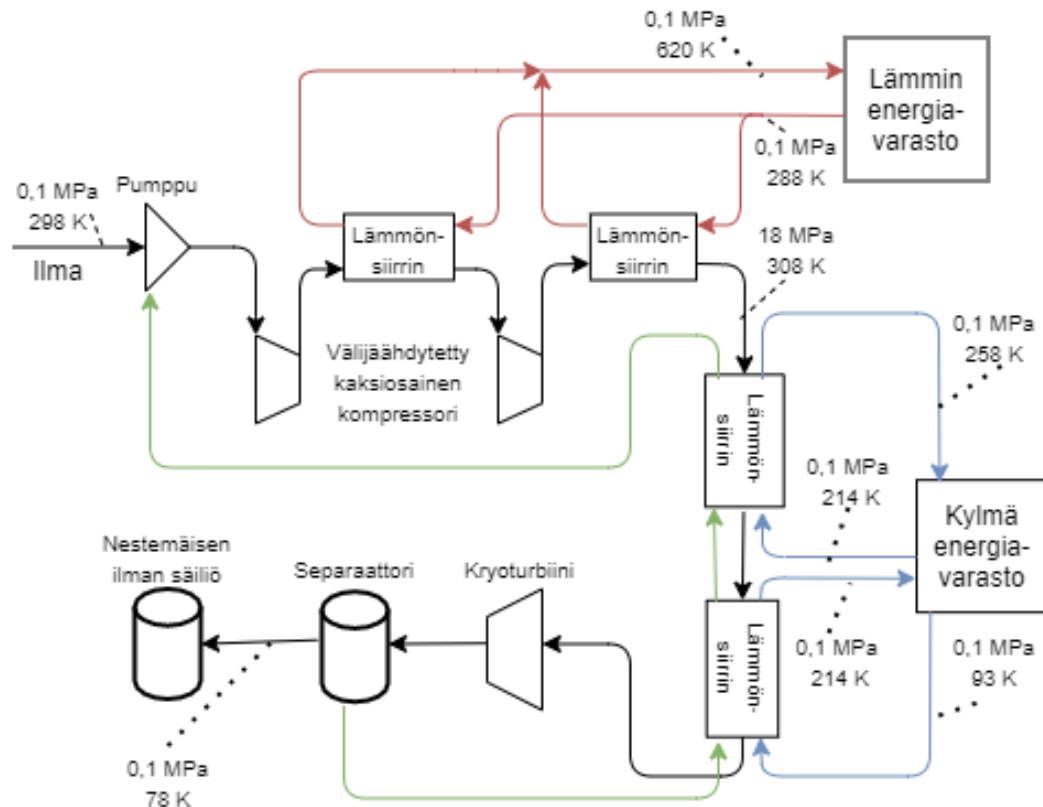 0,1 MPa
620 K
Lämmin
energia-
varasto
0,1 MPa
288 K
Pumppu
0,1 MPa
298 K
Ilma
Lämmön-
siirrin
Lämmön-
siirrin
18 MPa
308 K
Välijäähdytetty
kaksiosainen
kompressori
0,1 MPa
258 K
Lämmön-
siirrin
0,1 MPa
214 K
Kylmä
energia-
varasto
Nestemäisen
ilman säiliö
Separaattori
Kryoturbiini
Lämmön-
siirrin
0,1 MPa
214 K
0,1 MPa
93 K
0,1 MPa
78 K